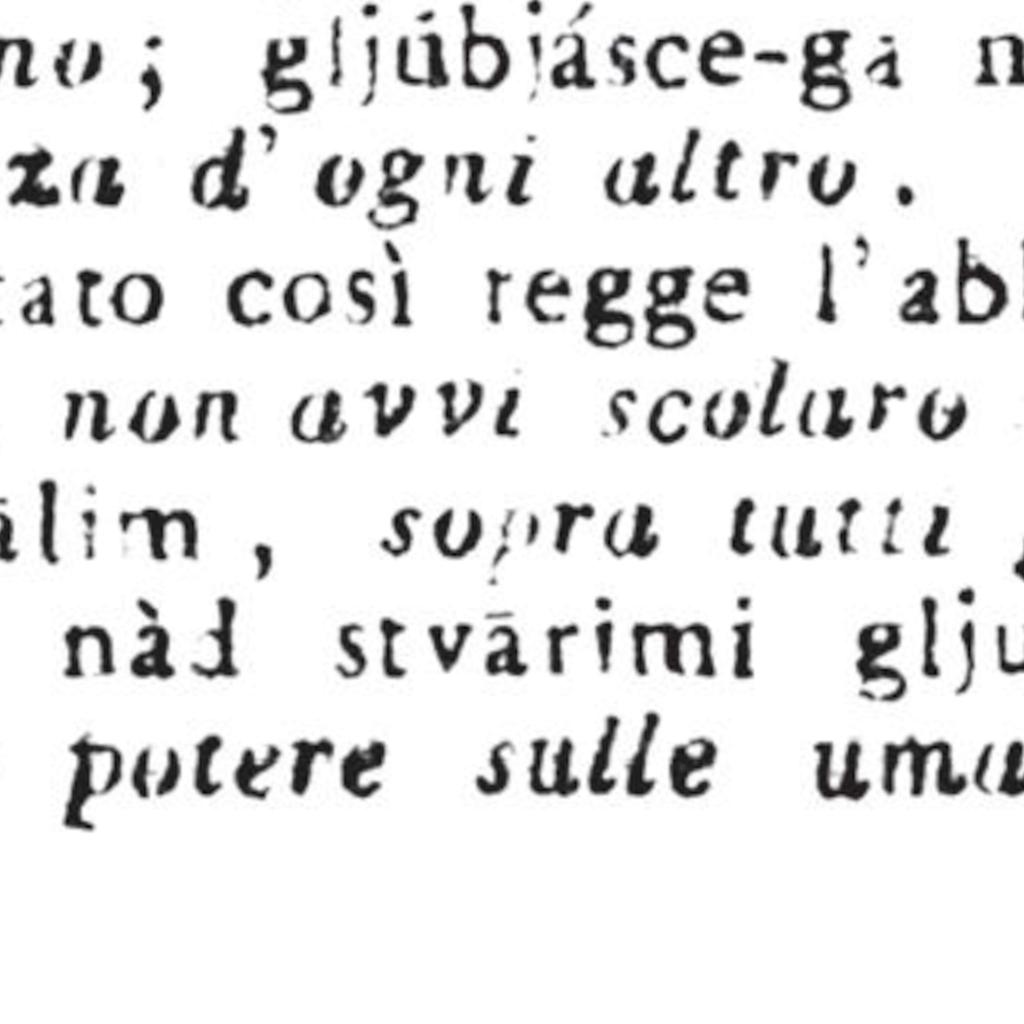 no; gljúbjásce-ga n
za d' ogni altro.
tato così regge l'abl
non avvi scolaro
ālim, sopra tutti
nàd stvārimi glju
potere sulle uma